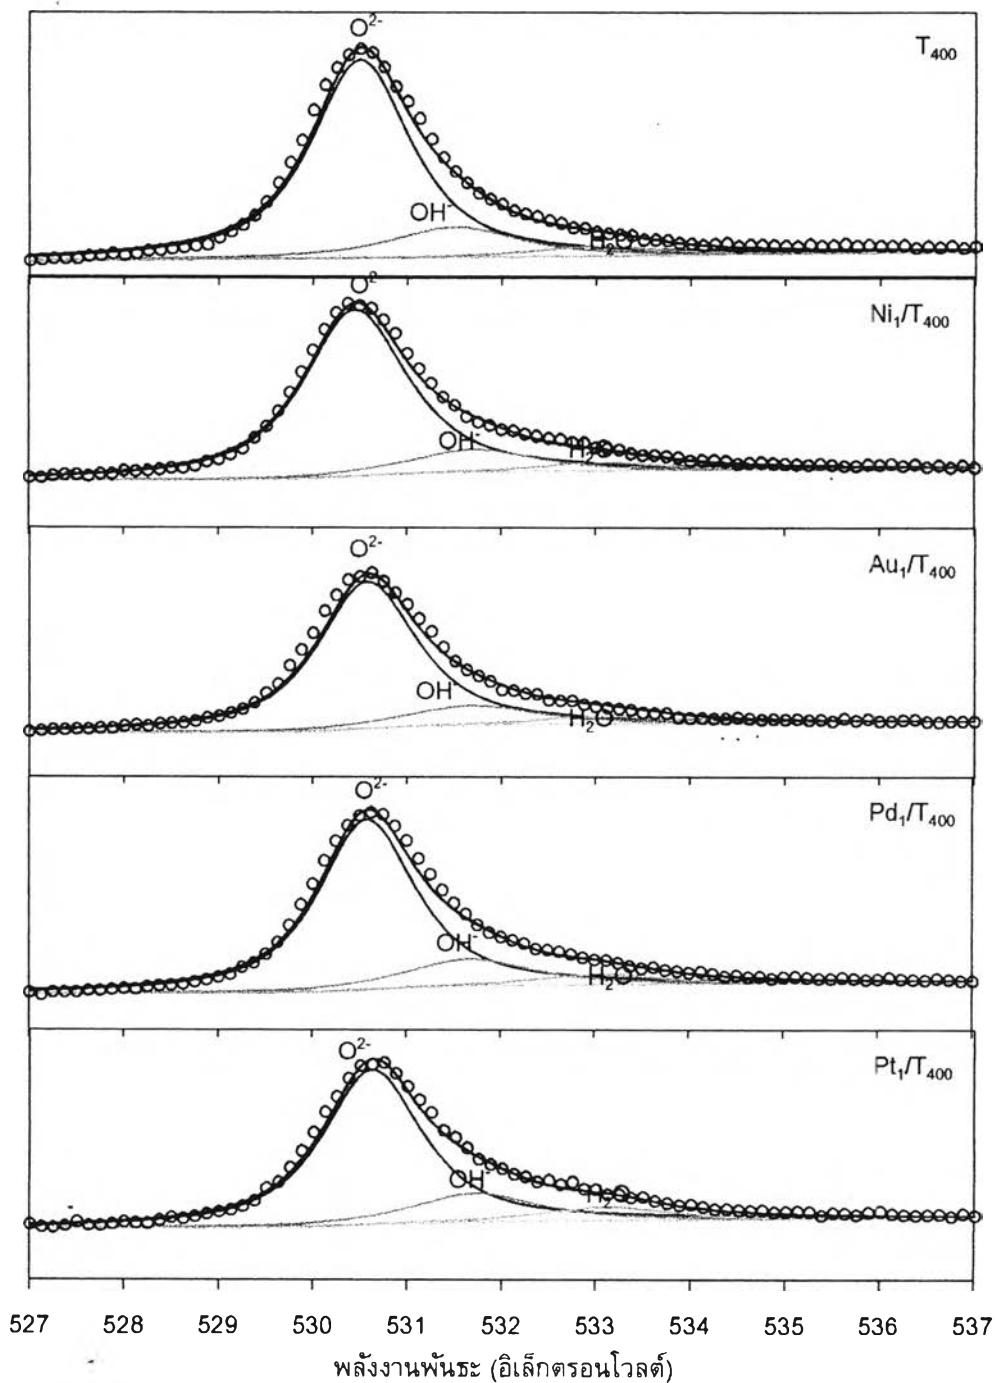 O²⁻
T₄₀₀
OH⁻
H₂O
O²⁻
Ni₁/T₄₀₀
OH⁻
H₂O
O²⁻
Au₁/T₄₀₀
OH⁻
H₂O
O²⁻
Pd₁/T₄₀₀
OH⁻
H₂O
O²⁻
Pt₁/T₄₀₀
OH⁻
H₂O
527 528 529 530 531 532 533 534 535 536 537
พลังงานพันธะ (อิเล็กตรอนโวลต์)